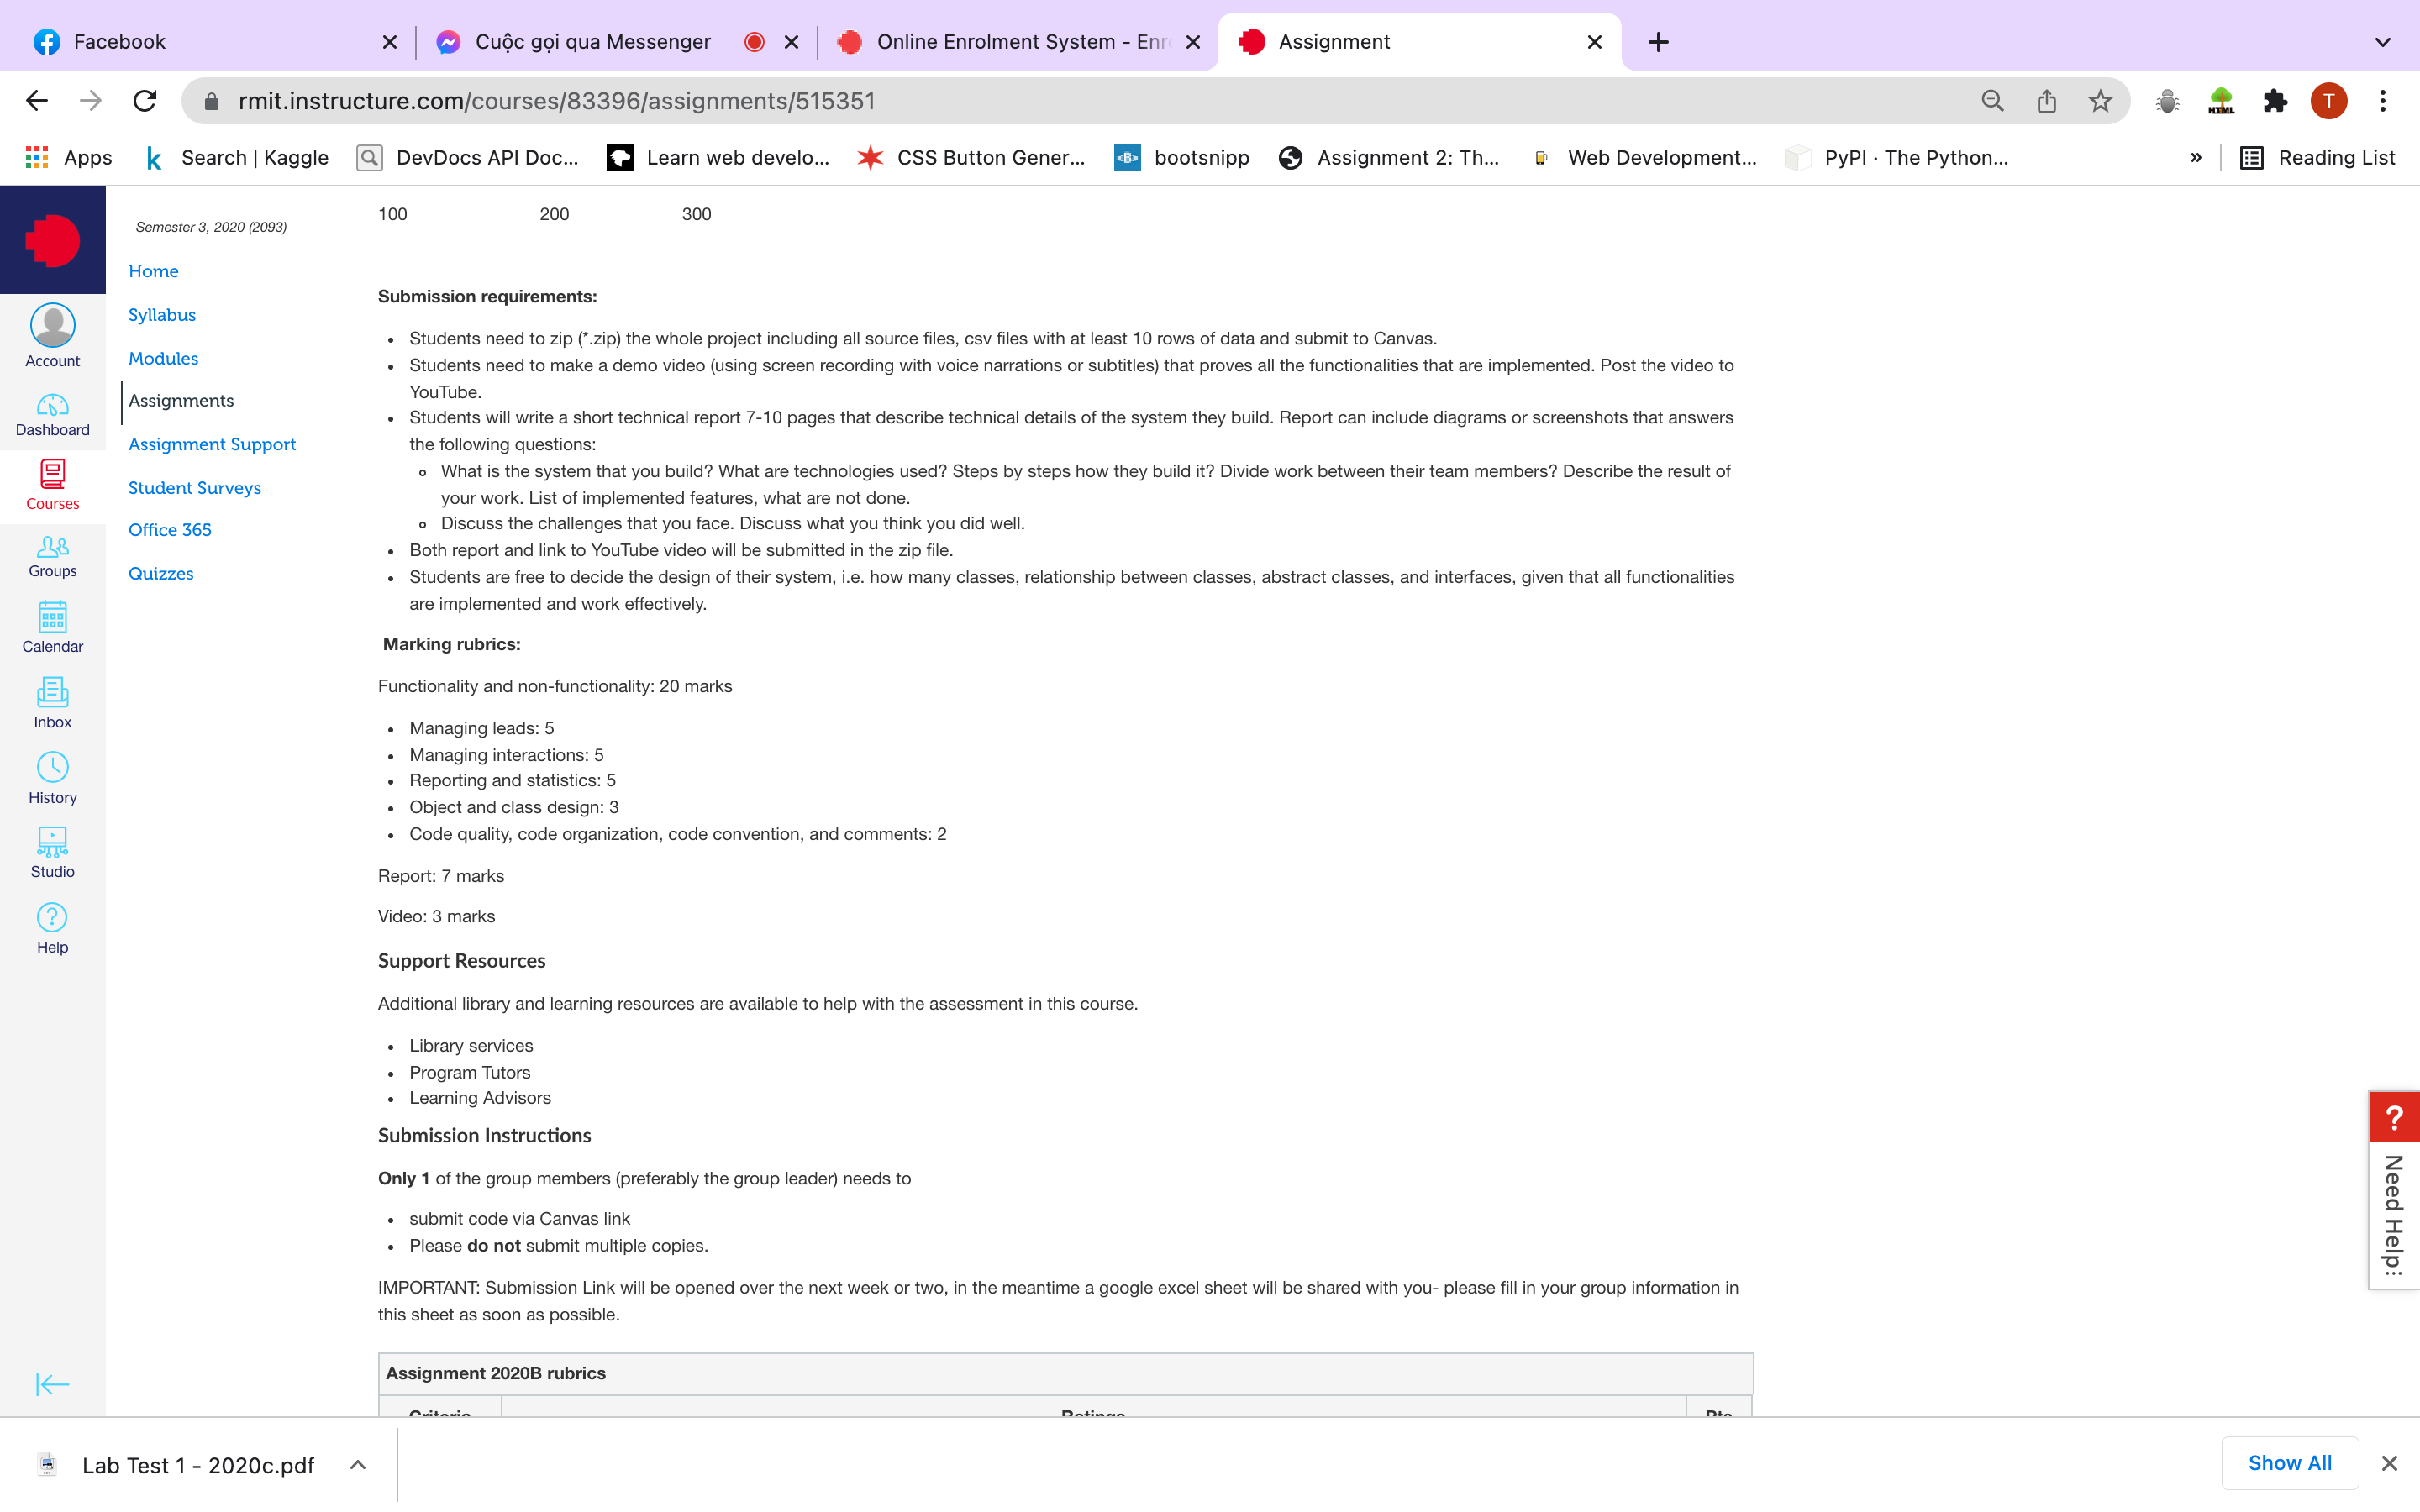 Facebook
Cuộc gọi qua Messenger
Online Enrolment System - Enr
Assignment
rmit.instructure.com/courses/83396/assignments/515351
T
Apps
Search | Kaggle
DevDocs API Doc...
Learn web develo...
CSS Button Gener...
bootsnipp
Assignment 2: Th...
Web Development...
PyPI · The Python...
»
Reading List
Account
Dashboard
Courses
Groups
Calendar
Inbox
History
Studio
Help
Semester 3, 2020 (2093)
Home
Syllabus
Modules
Assignments
Assignment Support
Student Surveys
Office 365
Quizzes
100 200 300
Submission requirements:
• Students need to zip (*.zip) the whole project including all source files, csv files with at least 10 rows of data and submit to Canvas.
• Students need to make a demo video (using screen recording with voice narrations or subtitles) that proves all the functionalities that are implemented. Post the video to
YouTube.
• Students will write a short technical report 7-10 pages that describe technical details of the system they build. Report can include diagrams or screenshots that answers
the following questions:
◦ What is the system that you build? What are technologies used? Steps by steps how they build it? Divide work between their team members? Describe the result of
your work. List of implemented features, what are not done.
◦ Discuss the challenges that you face. Discuss what you think you did well.
• Both report and link to YouTube video will be submitted in the zip file.
• Students are free to decide the design of their system, i.e. how many classes, relationship between classes, abstract classes, and interfaces, given that all functionalities
are implemented and work effectively.
Marking rubrics:
Functionality and non-functionality: 20 marks
• Managing leads: 5
• Managing interactions: 5
• Reporting and statistics: 5
• Object and class design: 3
• Code quality, code organization, code convention, and comments: 2
Report: 7 marks
Video: 3 marks
Support Resources
Additional library and learning resources are available to help with the assessment in this course.
• Library services
• Program Tutors
• Learning Advisors
Submission Instructions
Only 1 of the group members (preferably the group leader) needs to
• submit code via Canvas link
• Please do not submit multiple copies.
IMPORTANT: Submission Link will be opened over the next week or two, in the meantime a google excel sheet will be shared with you- please fill in your group information in
this sheet as soon as possible.
Assignment 2020B rubrics
Criteria Ratings Pts
? Need Help::
Lab Test 1 - 2020c.pdf
Show All